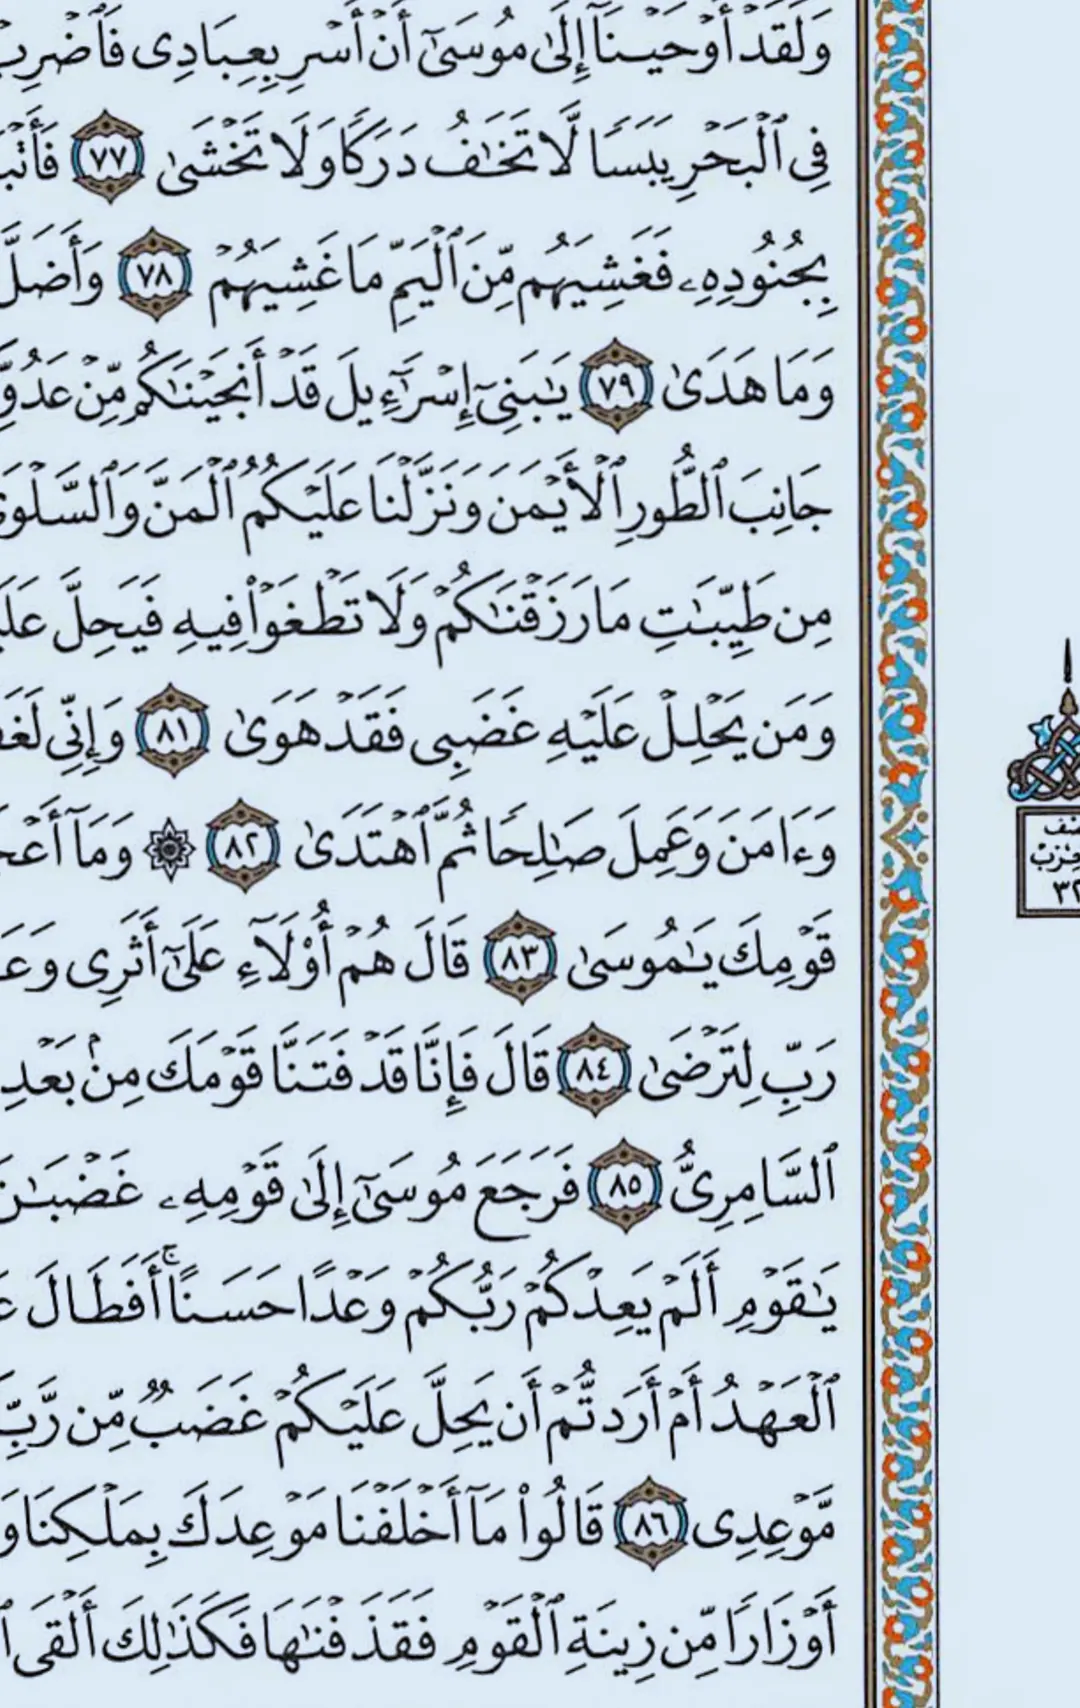 وَلَقَدْ أَوْحَيْنَآ إِلَىٰ مُوسَىٰٓ أَنْ أَسْرِ بِعِبَادِى
فِى ٱلْبَحْرِ يَبَسًا لَّا تَخَٰفُ دَرَكًا وَلَا تَخْشَىٰ ٧٧
بِجُنُودِهِۦ فَغَشِيَهُم مِّنَ ٱلْيَمِّ مَا غَشِيَهُمْ ٧٨
وَمَا هَدَىٰ ٧٩ يَٰبَنِىٓ إِسْرَٰٓءِيلَ قَدْ أَنجَيْنَٰكُم مِّنْ
جَانِبَ ٱلطُّورِ ٱلْأَيْمَنَ وَنَزَّلْنَا عَلَيْكُمُ ٱلْمَنَّ
مِن طَيِّبَٰتِ مَا رَزَقْنَٰكُمْ وَلَا تَطْغَوْا۟ فِيهِ فَيَحِلَّ
وَمَن يَحْلِلْ عَلَيْهِ غَضَبِى فَقَدْ هَوَىٰ ٨١ وَإِنِّى
وَءَامَنَ وَعَمِلَ صَٰلِحًا ثُمَّ ٱهْتَدَىٰ ٨٢ ۞ وَمَآ
قَوْمِكَ يَٰمُوسَىٰ ٨٣ قَالَ هُمْ أُو۟لَآءِ عَلَىٰٓ أَثَرِى
رَبِّ لِتَرْضَىٰ ٨٤ قَالَ فَإِنَّا قَدْ فَتَنَّا قَوْمَكَ مِنۢ
ٱلسَّامِرِىُّ ٨٥ فَرَجَعَ مُوسَىٰٓ إِلَىٰ قَوْمِهِۦ غَضْبَٰنَ
يَٰقَوْمِ أَلَمْ يَعِدْكُمْ رَبُّكُمْ وَعْدًا حَسَنًا ۚ أَفَطَالَ
ٱلْعَهْدُ أَمْ أَرَدتُّمْ أَن يَحِلَّ عَلَيْكُمْ غَضَبٌ مِّن
مَّوْعِدِى ٨٦ قَالُوا۟ مَآ أَخْلَفْنَا مَوْعِدَكَ بِمَلْكِنَا
أَوْزَارًا مِّن زِينَةِ ٱلْقَوْمِ فَقَذَفْنَٰهَا فَكَذَٰلِكَ أَلْقَى